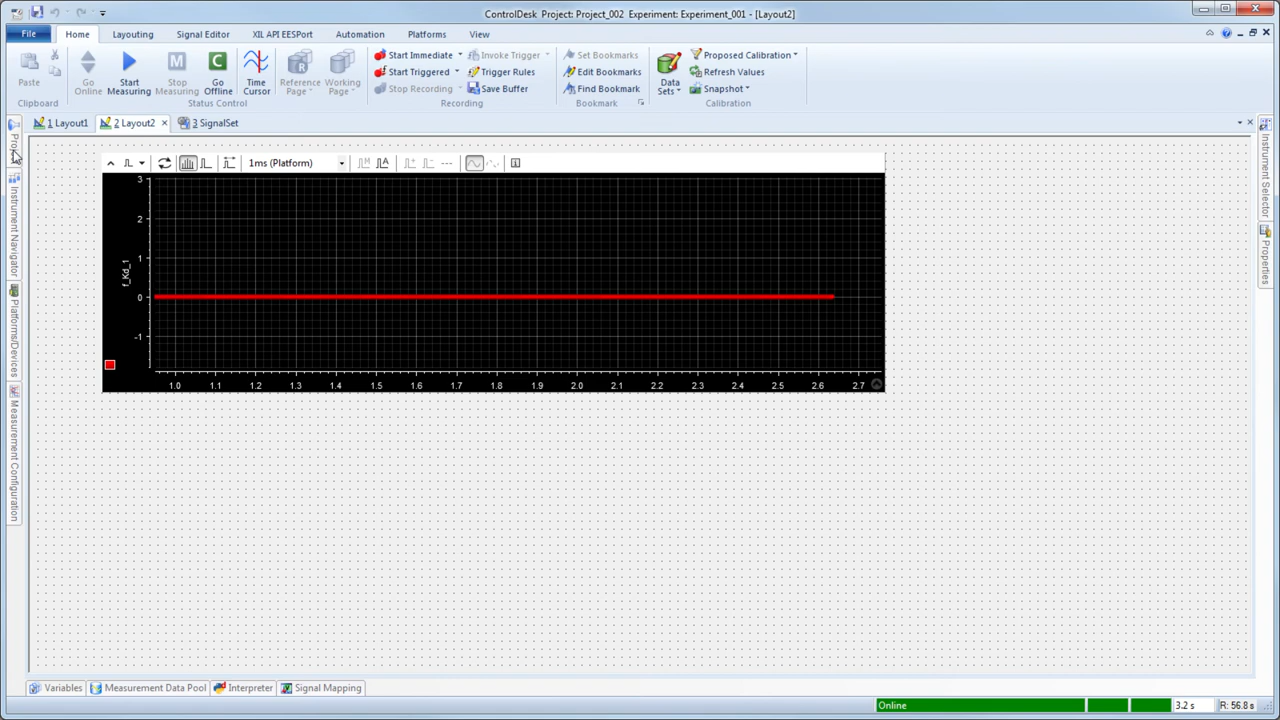 ControlDesk Project: Project_002 Experiment: Experiment_001 - [Layout2]
File Home Layouting Signal Editor XIL API EESPort Automation Platforms View
Paste
Clipboard
Go Online
Start Measuring
Stop Measuring
Go Offline
Status Control
Time Cursor
Reference Page
Working Page
Start Immediate Invoke Trigger
Start Triggered Trigger Rules
Stop Recording Save Buffer
Recording
Set Bookmarks
Edit Bookmarks
Find Bookmark
Bookmark
Data Sets
Proposed Calibration
Refresh Values
Snapshot
Calibration
1 Layout1 2 Layout2 3 SignalSet
Instrument Navigator
Platforms/Devices
Measurement Configuration
1ms (Platform)
3
2
1
0
-1
f_Kd_1
1.0 1.1 1.2 1.3 1.4 1.5 1.6 1.7 1.8 1.9 2.0 2.1 2.2 2.3 2.4 2.5 2.6 2.7
Instrument Selector
Properties
Variables Measurement Data Pool Interpreter Signal Mapping
Online 3.2 s R: 56.8 s